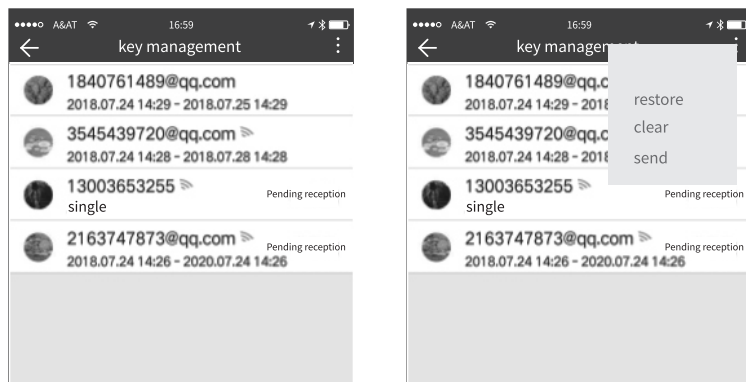 A&AT 16:59
key management
1840761489@qq.com
2018.07.24 14:29 - 2018.07.25 14:29
3545439720@qq.com
2018.07.24 14:28 - 2018.07.28 14:28
13003653255
Pending reception
single
2163747873@qq.com
Pending reception
2018.07.24 14:26 - 2020.07.24 14:26
A&AT 16:59
key managem
1840761489@qq.c
2018.07.24 14:29 - 2018
restore
3545439720@qq.c
clear
2018.07.24 14:28 - 2018
send
13003653255
Pending reception
single
2163747873@qq.com
Pending reception
2018.07.24 14:26 - 2020.07.24 14:26